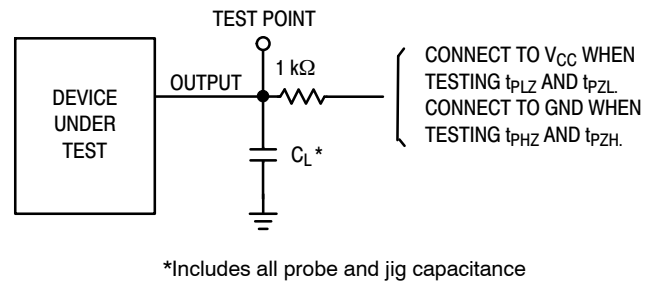 TEST POINT
DEVICE
UNDER
TEST
OUTPUT
1 kΩ
CONNECT TO VCC WHEN
TESTING tPLZ AND tPZL.
CONNECT TO GND WHEN
TESTING tPHZ AND tPZH.
CL*
*Includes all probe and jig capacitance